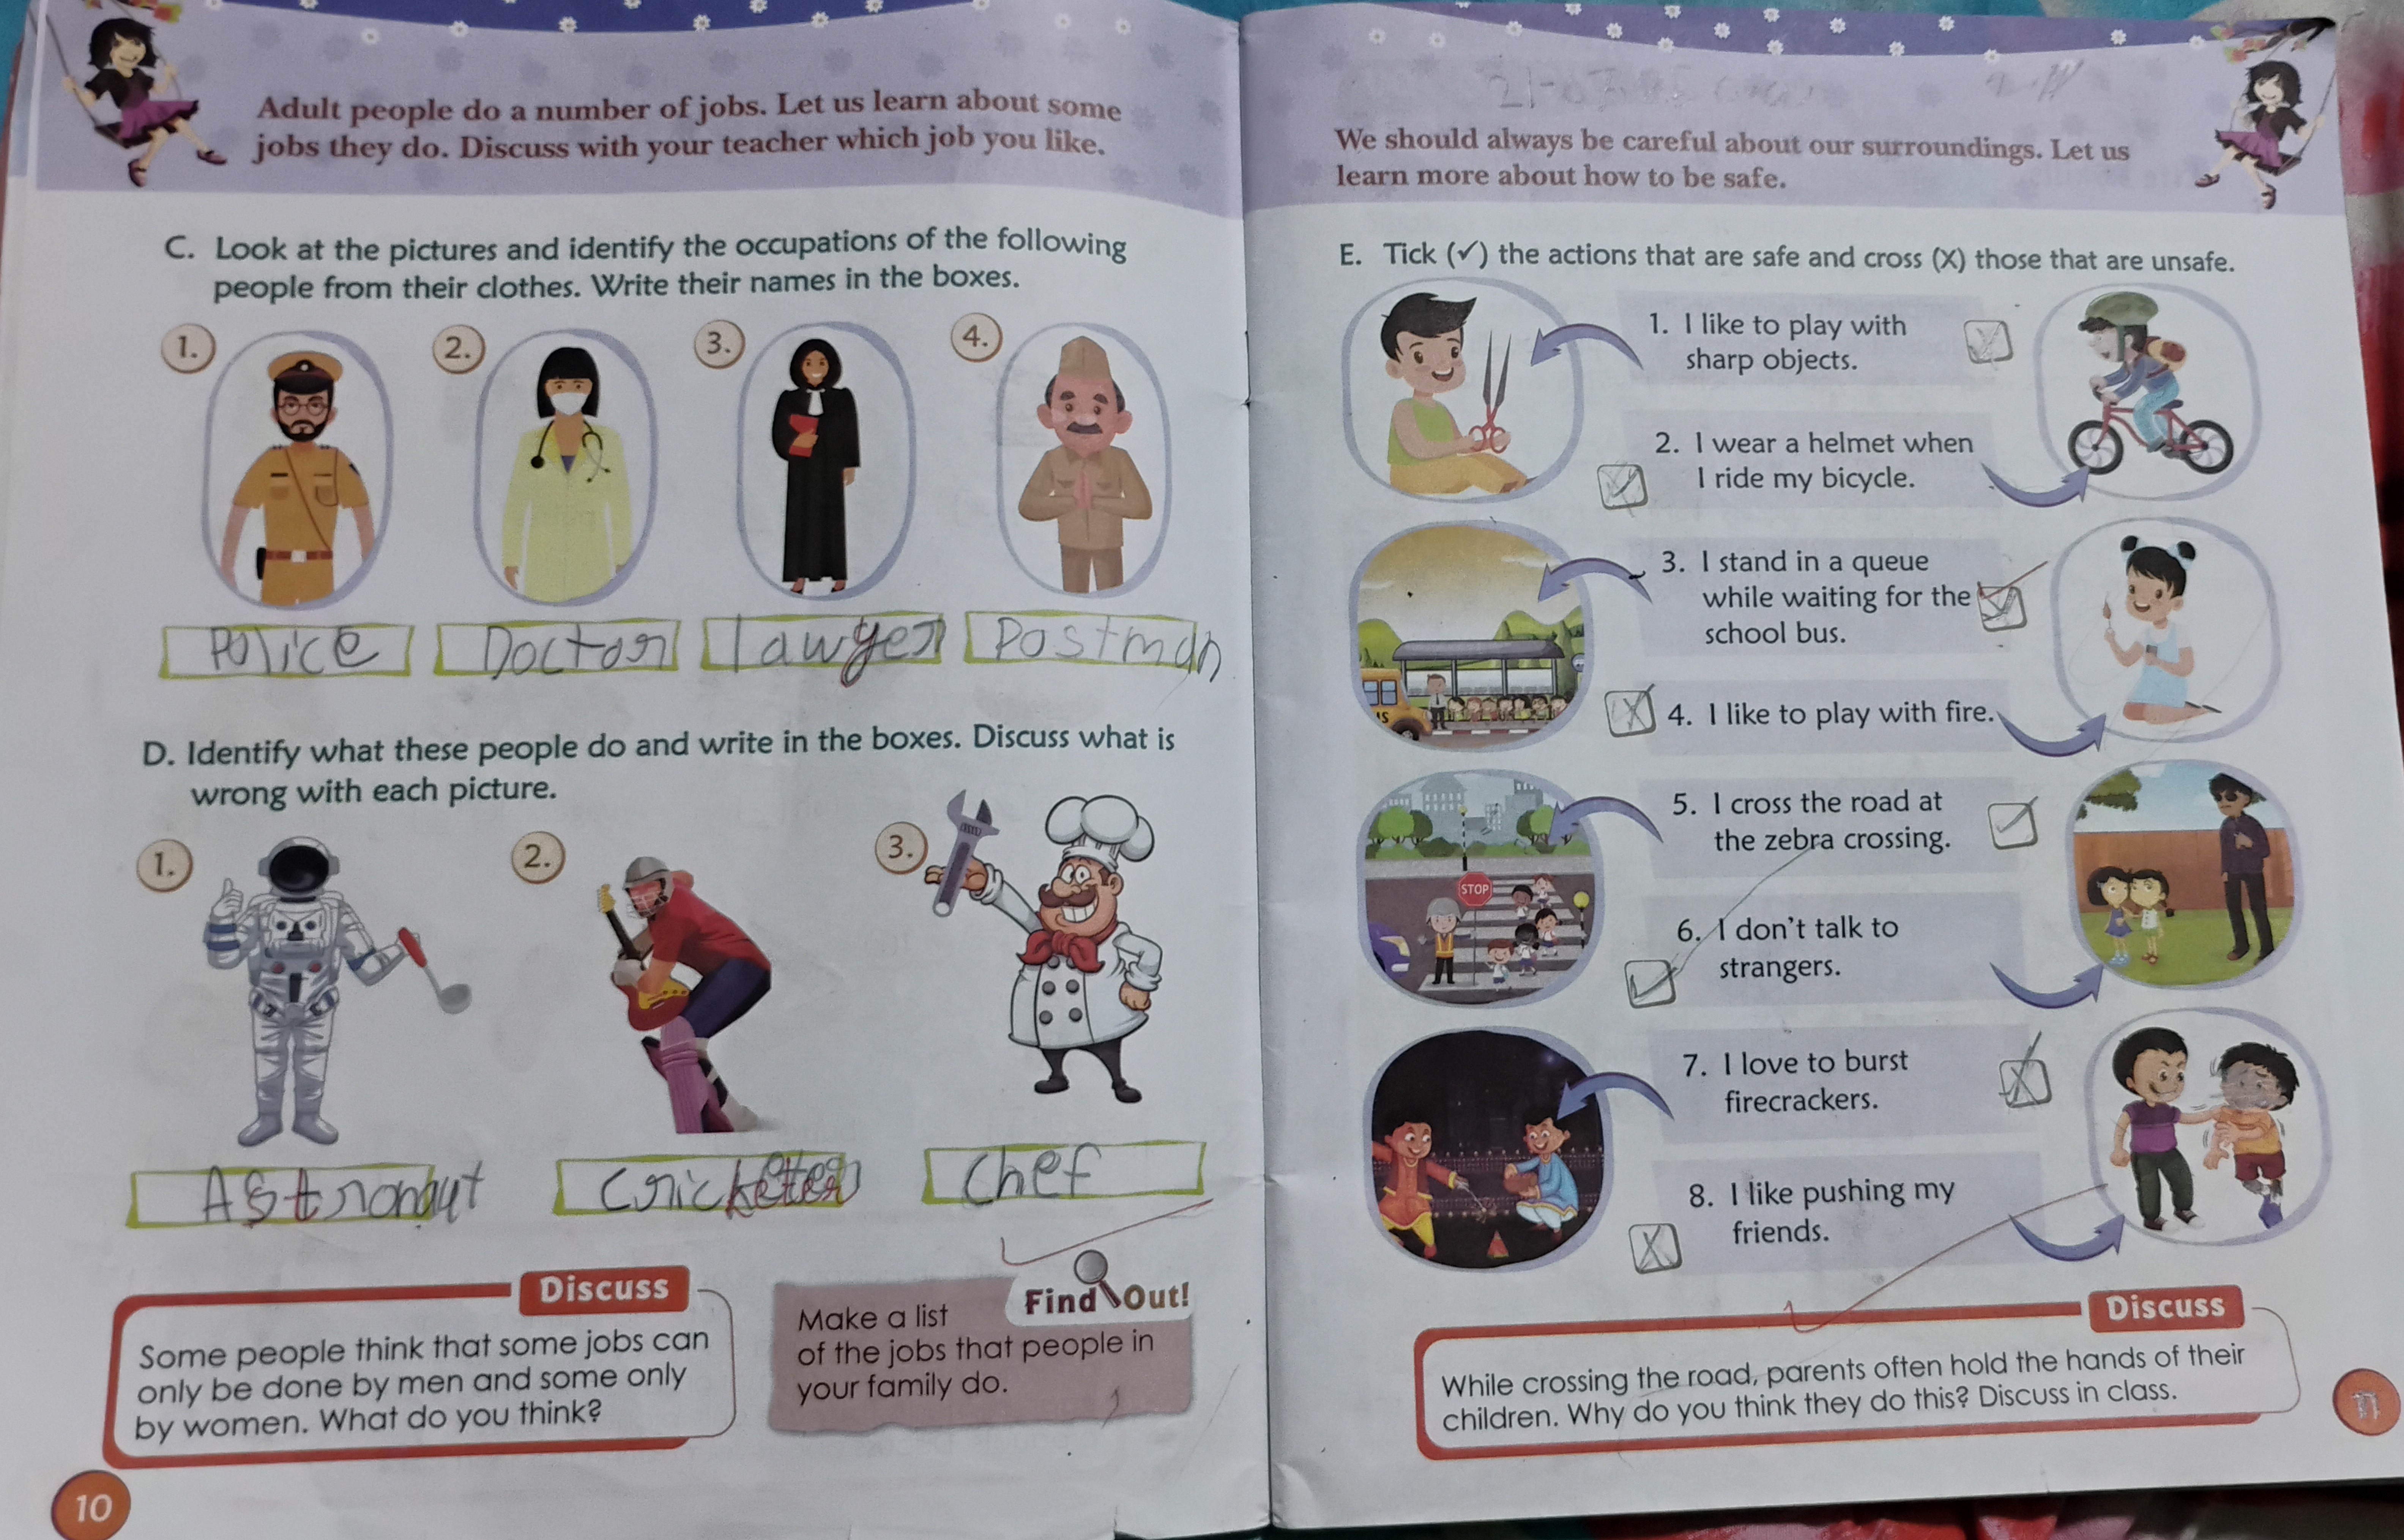 Adult people do a number of jobs. Let us learn about some
jobs they do. Discuss with your teacher which job you like.
C. Look at the pictures and identify the occupations of the following
people from their clothes. Write their names in the boxes.
1.
2.
3.
4.
Police
Doctor
lawyer
Postman
D. Identify what these people do and write in the boxes. Discuss what is
wrong with each picture.
1.
2.
3.
Astronaut
Cricketer
Chef
Discuss
Some people think that some jobs can
only be done by men and some only
by women. What do you think?
Find Out!
Make a list
of the jobs that people in
your family do.
10
We should always be careful about our surroundings. Let us
learn more about how to be safe.
E. Tick (✓) the actions that are safe and cross (X) those that are unsafe.
1. I like to play with
sharp objects.
2. I wear a helmet when
I ride my bicycle.
3. I stand in a queue
while waiting for the
school bus.
4. I like to play with fire.
5. I cross the road at
the zebra crossing.
STOP
6. I don't talk to
strangers.
7. I love to burst
firecrackers.
8. I like pushing my
friends.
Discuss
While crossing the road, parents often hold the hands of their
children. Why do you think they do this? Discuss in class.
11